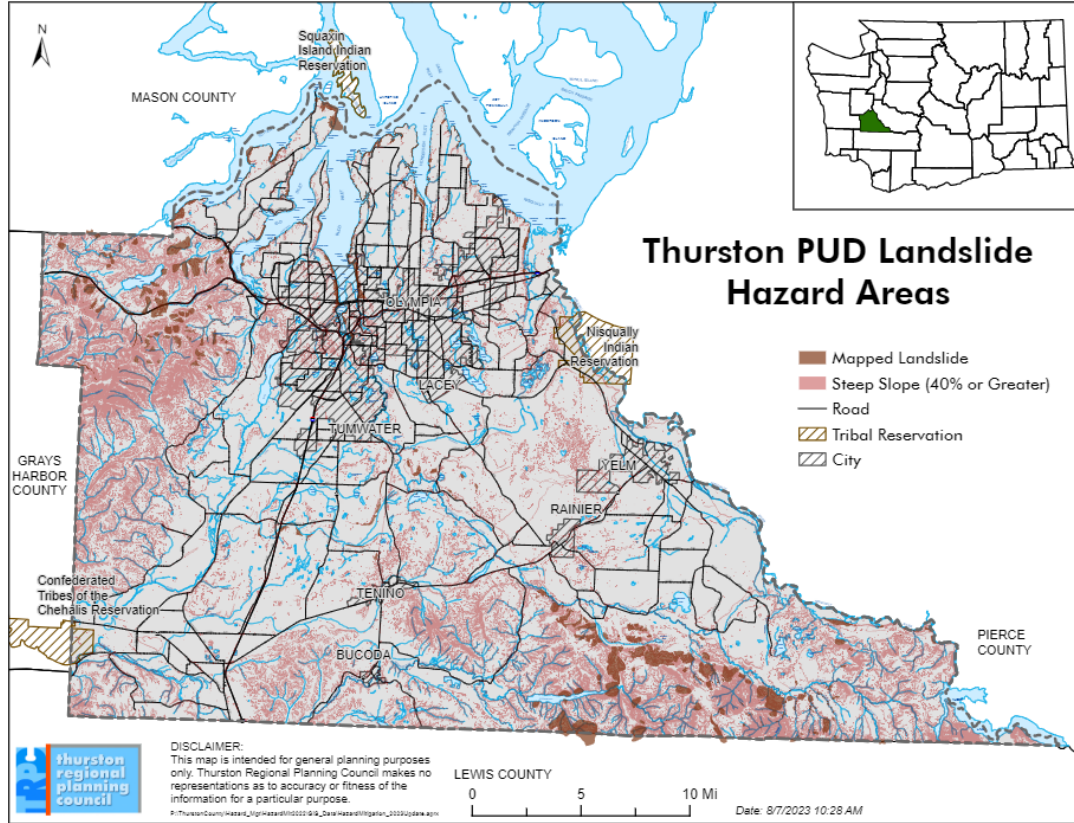 N
Squaxin
Island Indian
Reservation
MASON COUNTY
Thurston PUD Landslide
Hazard Areas
OLYMPIA
Nisqually
Indian
Reservation
LACEY
TUMWATER
Mapped Landslide
Steep Slope (40% or Greater)
Road
Tribal Reservation
City
GRAYS
HARBOR
COUNTY
YELM
RAINIER
Confederated
Tribes of the
Chehalis Reservation
TENINO
BUCODA
PIERCE
COUNTY
TRPC
thurston
regional
planning
council
DISCLAIMER:
This map is intended for general planning purposes
only. Thurston Regional Planning Council makes no
representations as to accuracy or fitness of the
information for a particular purpose.
LEWIS COUNTY
0 5 10 Mi
Date: 8/7/2023 10:28 AM